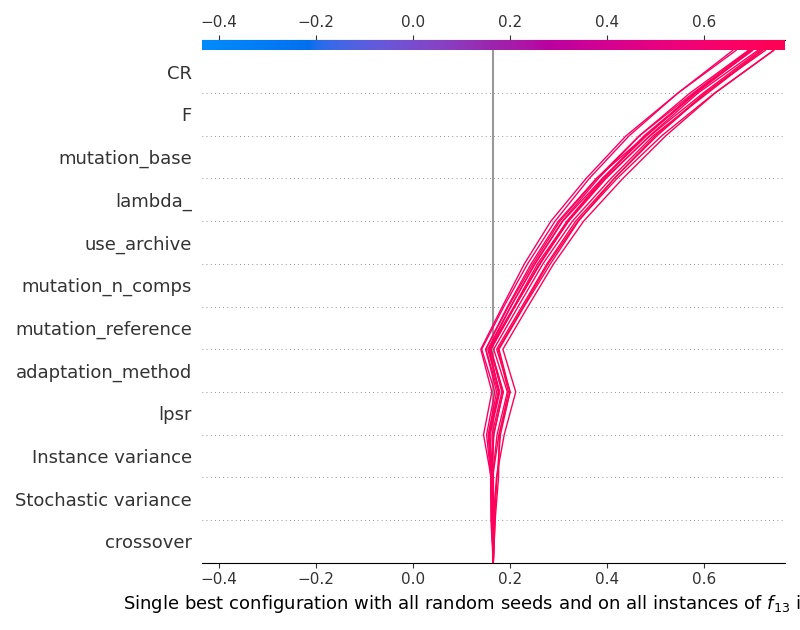 −0.4 −0.2 0.0 0.2 0.4 0.6
CR
F
mutation_base
lambda_
use_archive
mutation_n_comps
mutation_reference
adaptation_method
lpsr
Instance variance
Stochastic variance
crossover
−0.4 −0.2 0.0 0.2 0.4 0.6
Single best configuration with all random seeds and on all instances of f₁₃ i